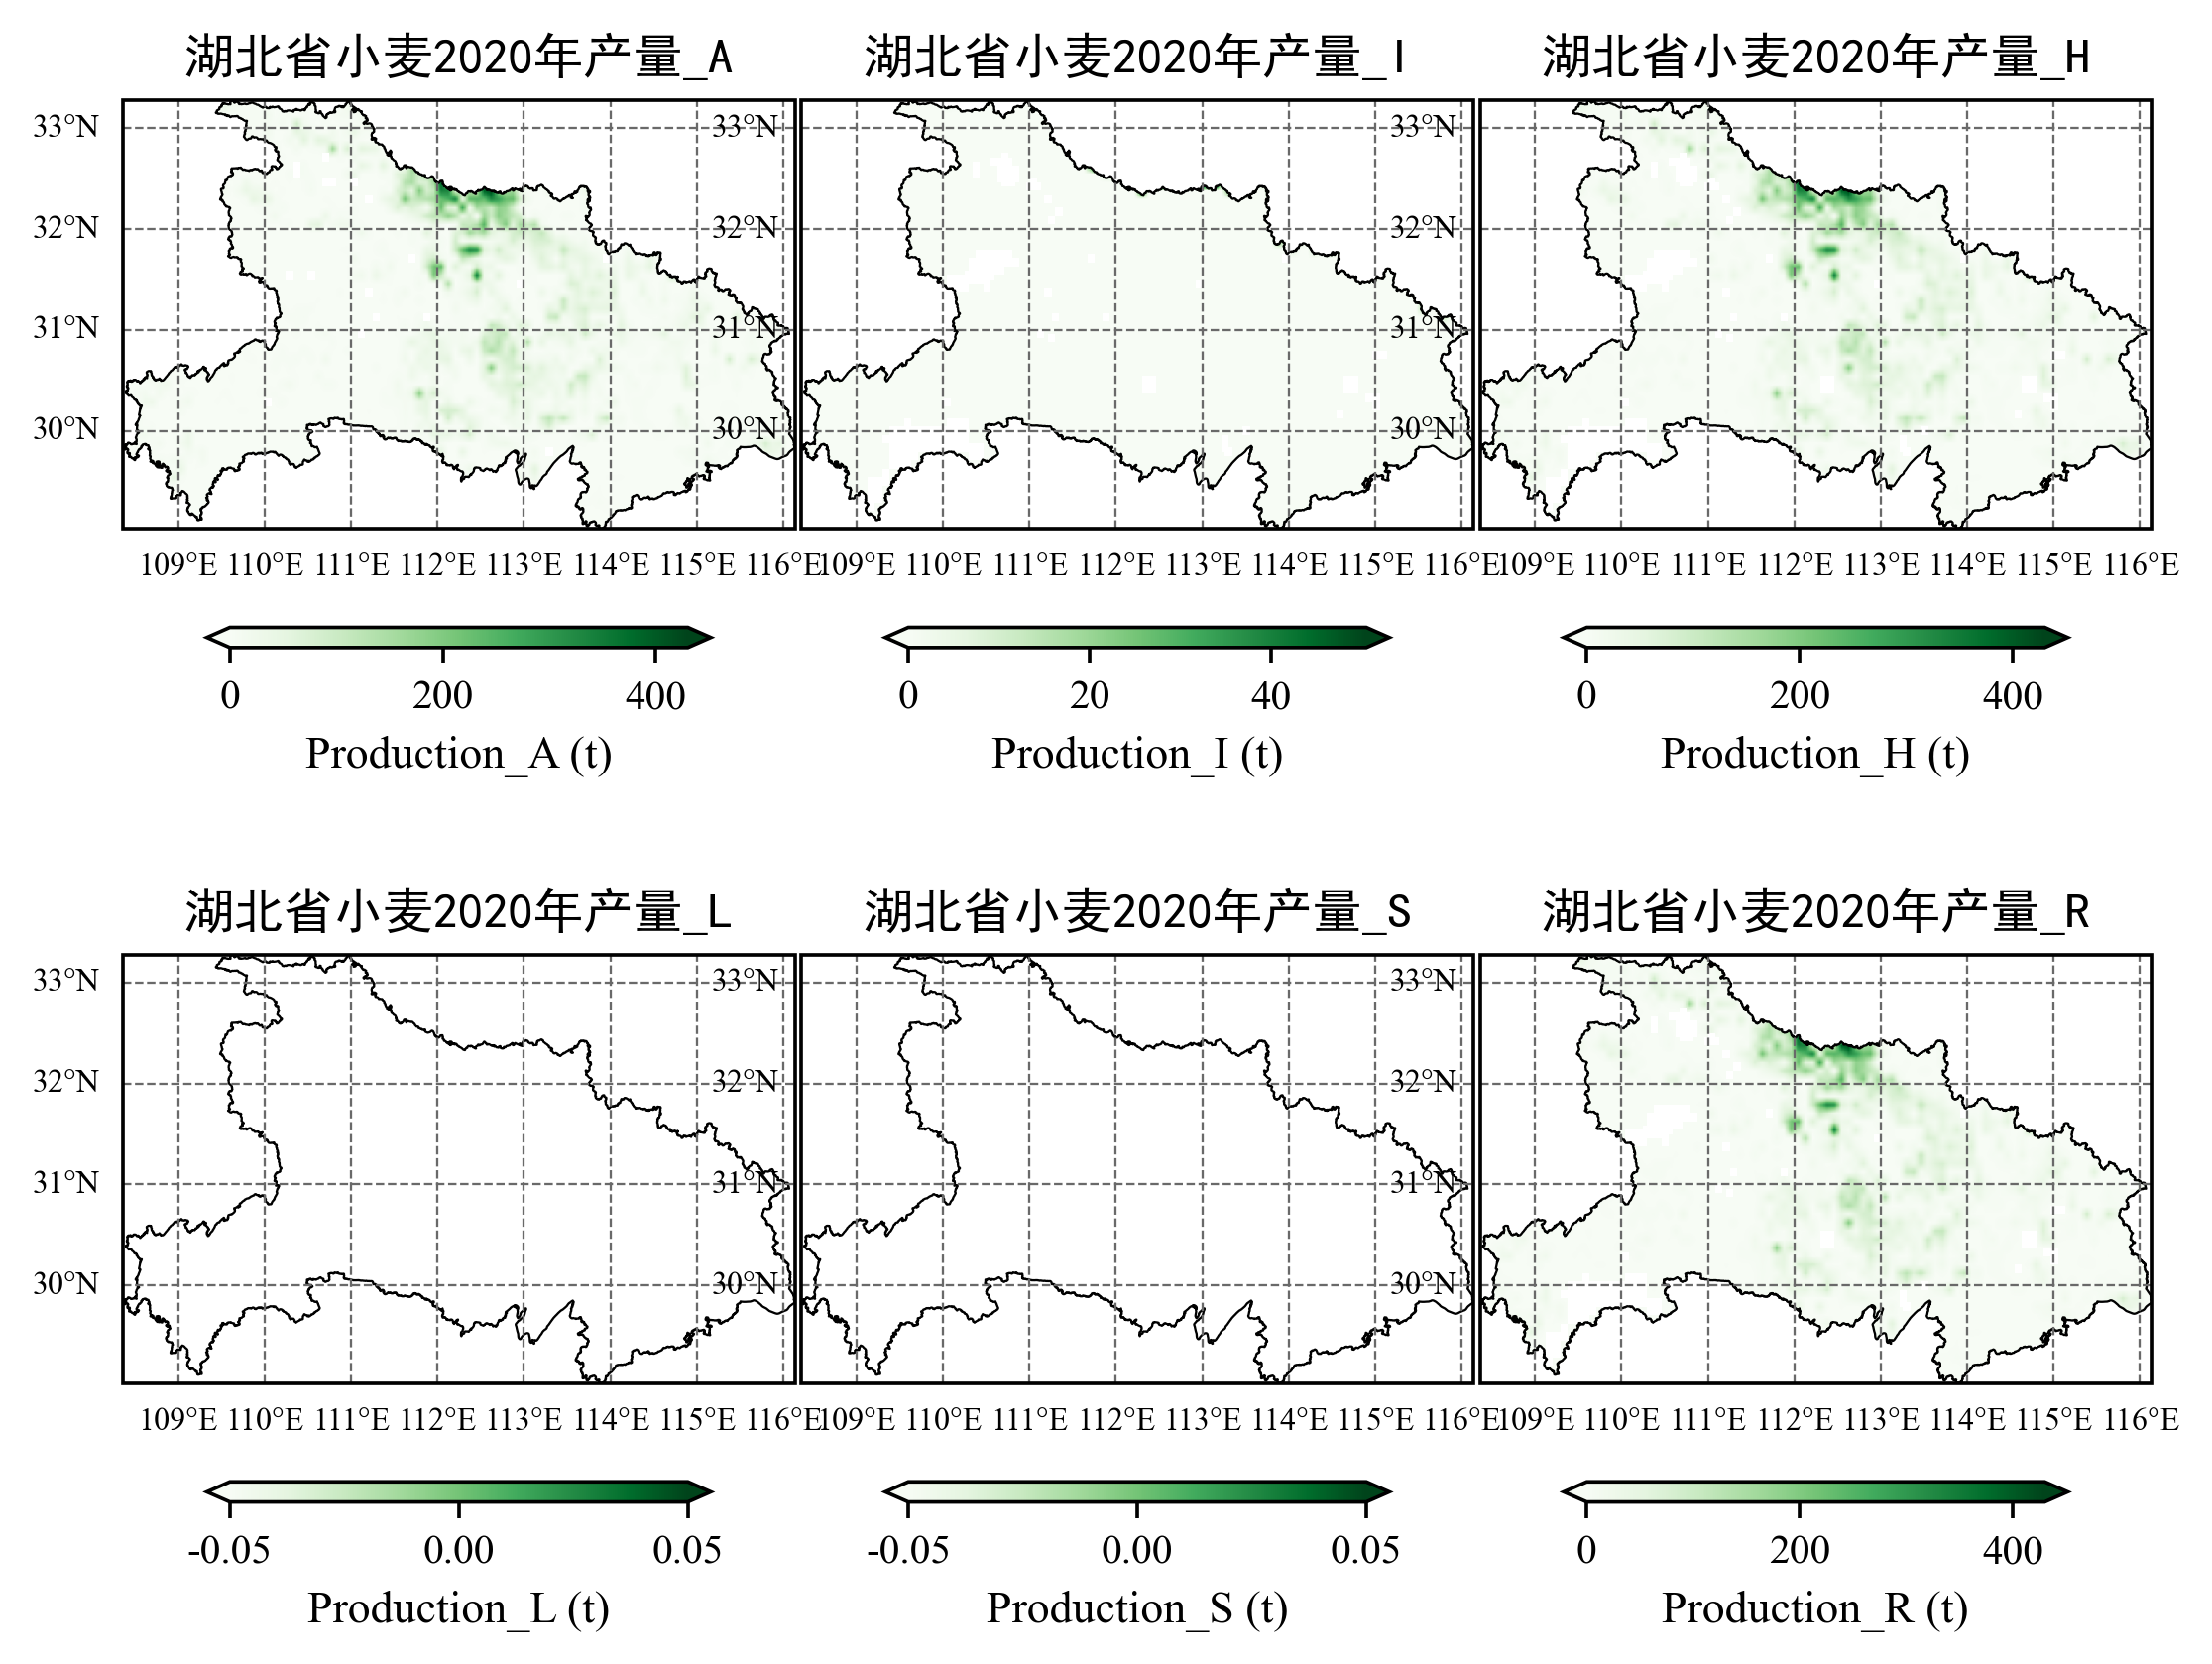 湖北省小麦2020年产量_A
湖北省小麦2020年产量_I
湖北省小麦2020年产量_H
33°N 33°N 33°N
32°N 32°N 32°N
31°N 31°N 31°N
30°N 30°N 30°N
109°E 110°E 111°E 112°E 113°E 114°E 115°E 116°E
109°E 110°E 111°E 112°E 113°E 114°E 115°E 116°E
109°E 110°E 111°E 112°E 113°E 114°E 115°E 116°E
0 200 400
0 20 40
0 200 400
Production_A (t)
Production_I (t)
Production_H (t)
湖北省小麦2020年产量_L
湖北省小麦2020年产量_S
湖北省小麦2020年产量_R
33°N 33°N 33°N
32°N 32°N 32°N
31°N 31°N 31°N
30°N 30°N 30°N
109°E 110°E 111°E 112°E 113°E 114°E 115°E 116°E
109°E 110°E 111°E 112°E 113°E 114°E 115°E 116°E
109°E 110°E 111°E 112°E 113°E 114°E 115°E 116°E
-0.05 0.00 0.05
-0.05 0.00 0.05
0 200 400
Production_L (t)
Production_S (t)
Production_R (t)